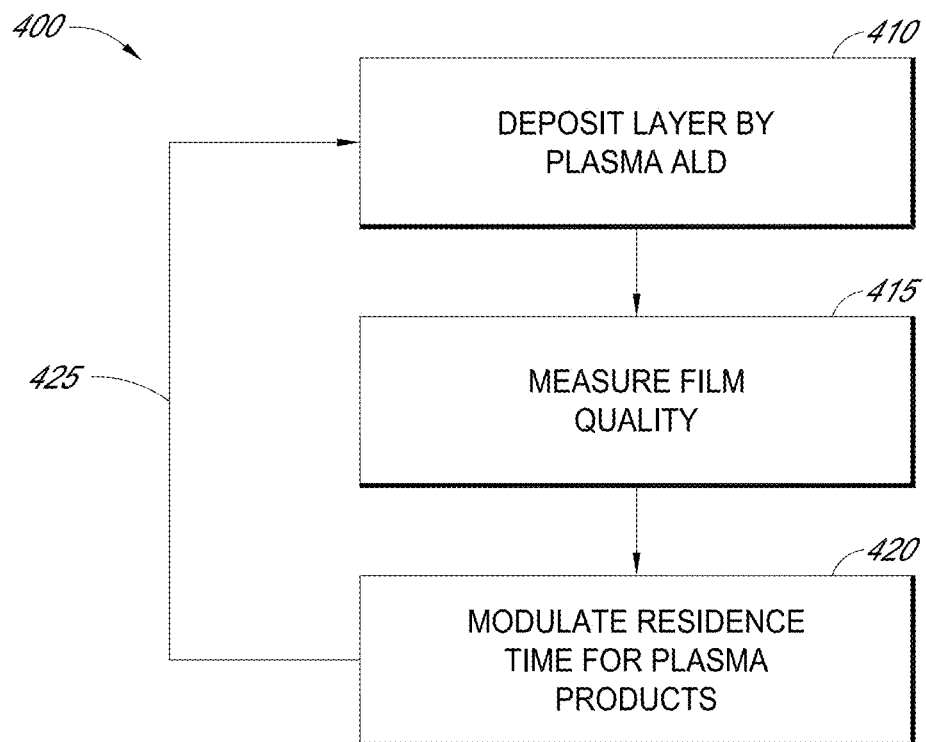 400
410
DEPOSIT LAYER BY
PLASMA ALD
415
MEASURE FILM
QUALITY
425
420
MODULATE RESIDENCE
TIME FOR PLASMA
PRODUCTS